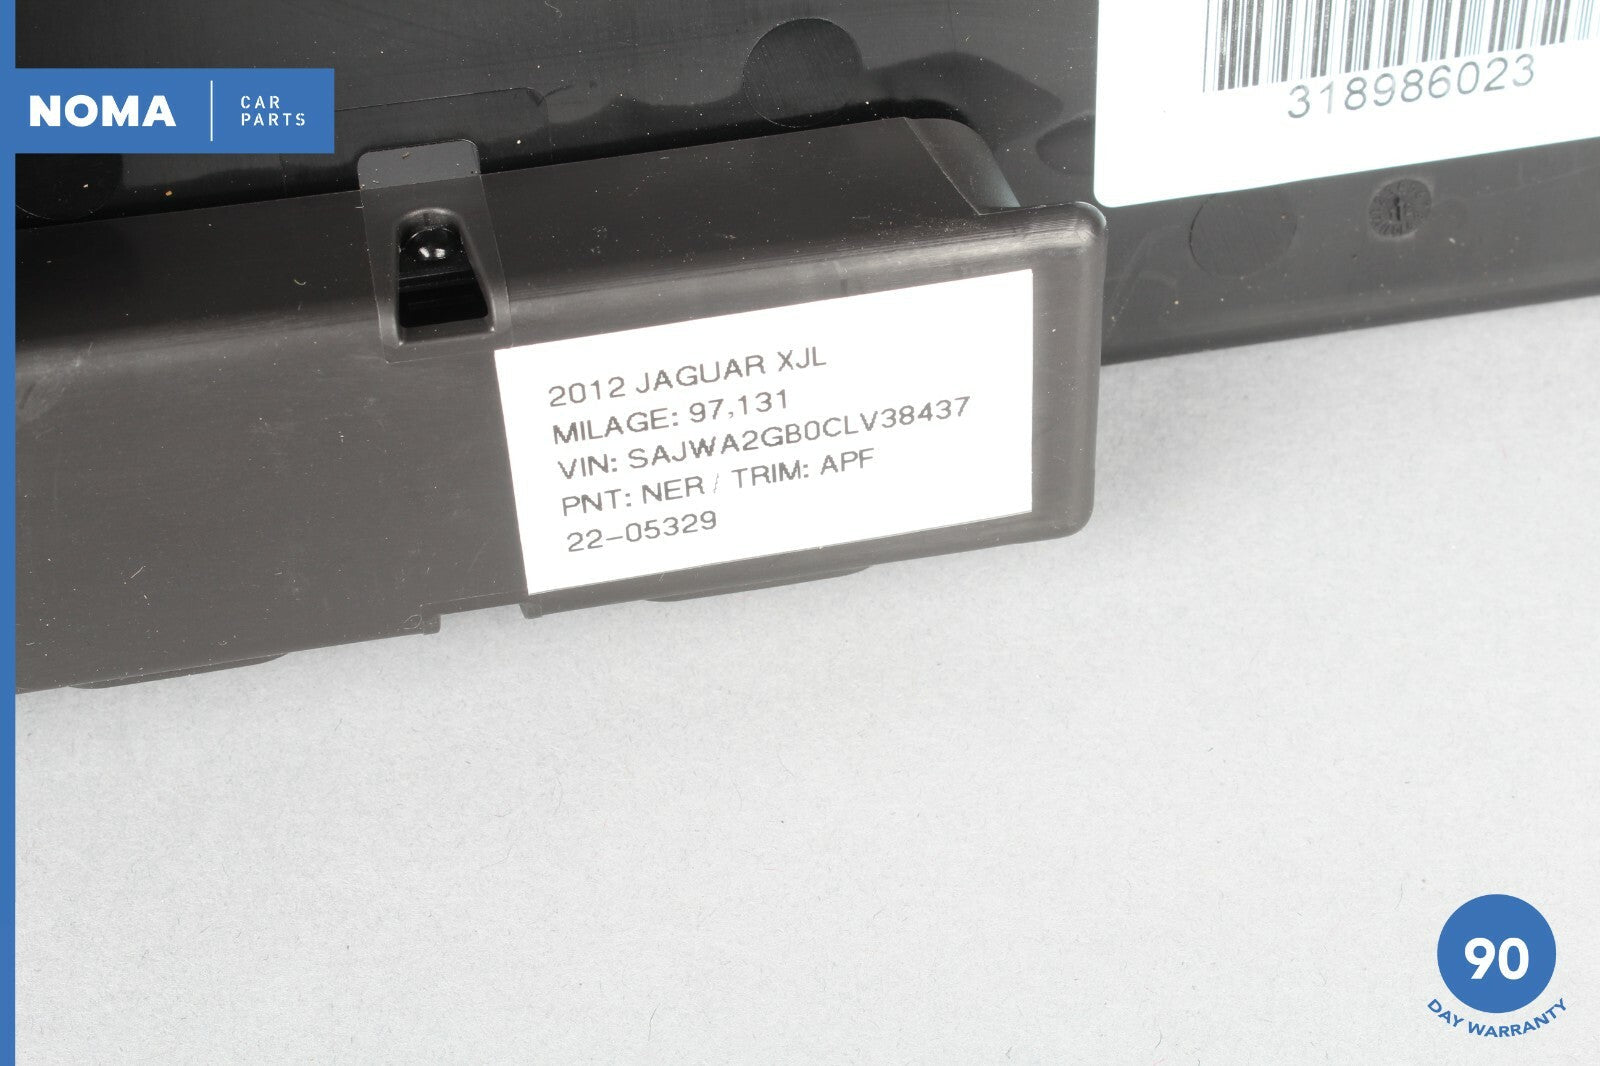 NOMA
CAR
PARTS
318986023
2012 JAGUAR XJL
MILAGE: 97,131
VIN: SAJWA2GB0CLV38437
PNT: NER / TRIM: APF
22-05329
90
DAY WARRANTY